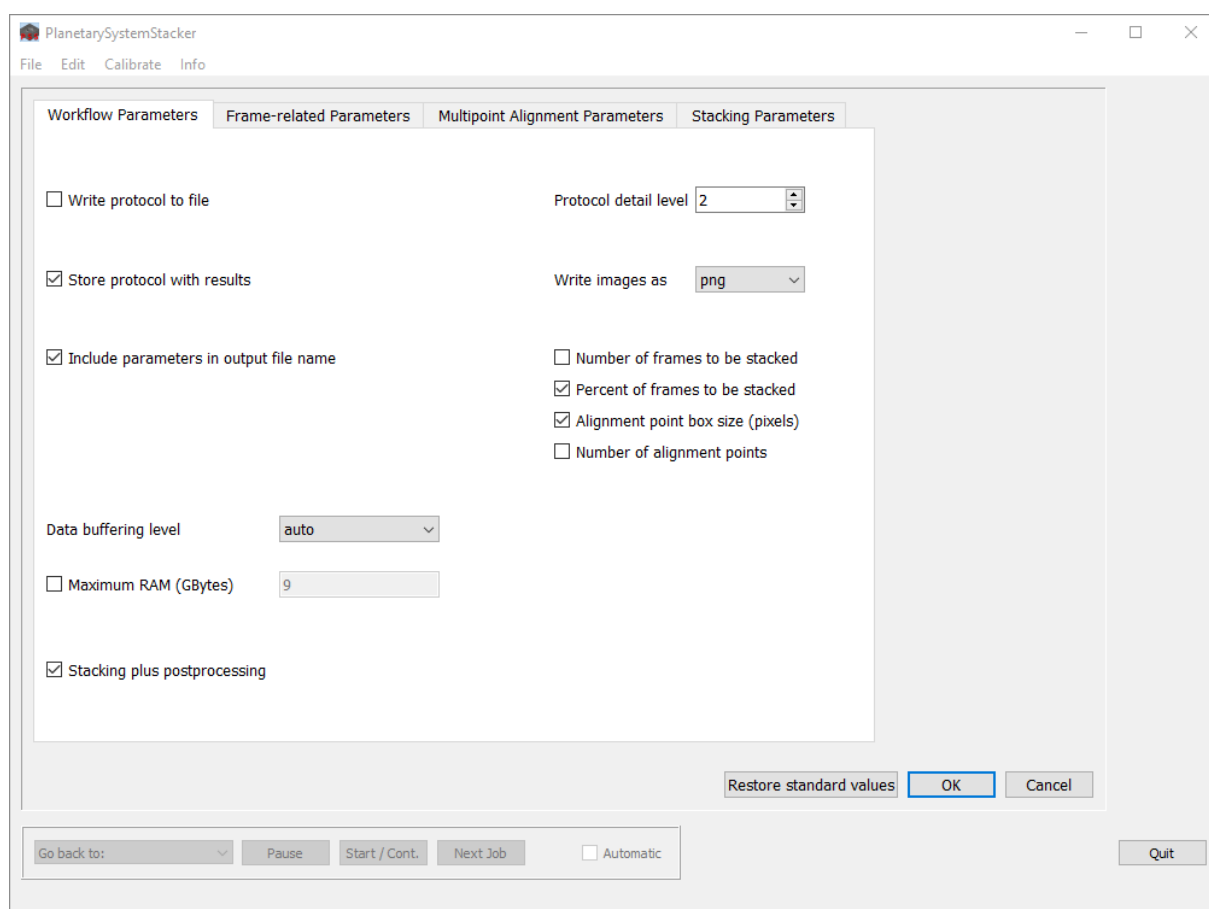 PlanetarySystemStacker
File Edit Calibrate Info
Workflow Parameters Frame-related Parameters Multipoint Alignment Parameters Stacking Parameters
Write protocol to file Protocol detail level 2
Store protocol with results Write images as png
Include parameters in output file name Number of frames to be stacked
Percent of frames to be stacked
Alignment point box size (pixels)
Number of alignment points
Data buffering level auto
Maximum RAM (GBytes) 9
Stacking plus postprocessing
Restore standard values OK Cancel
Go back to: Pause Start / Cont. Next Job Automatic Quit